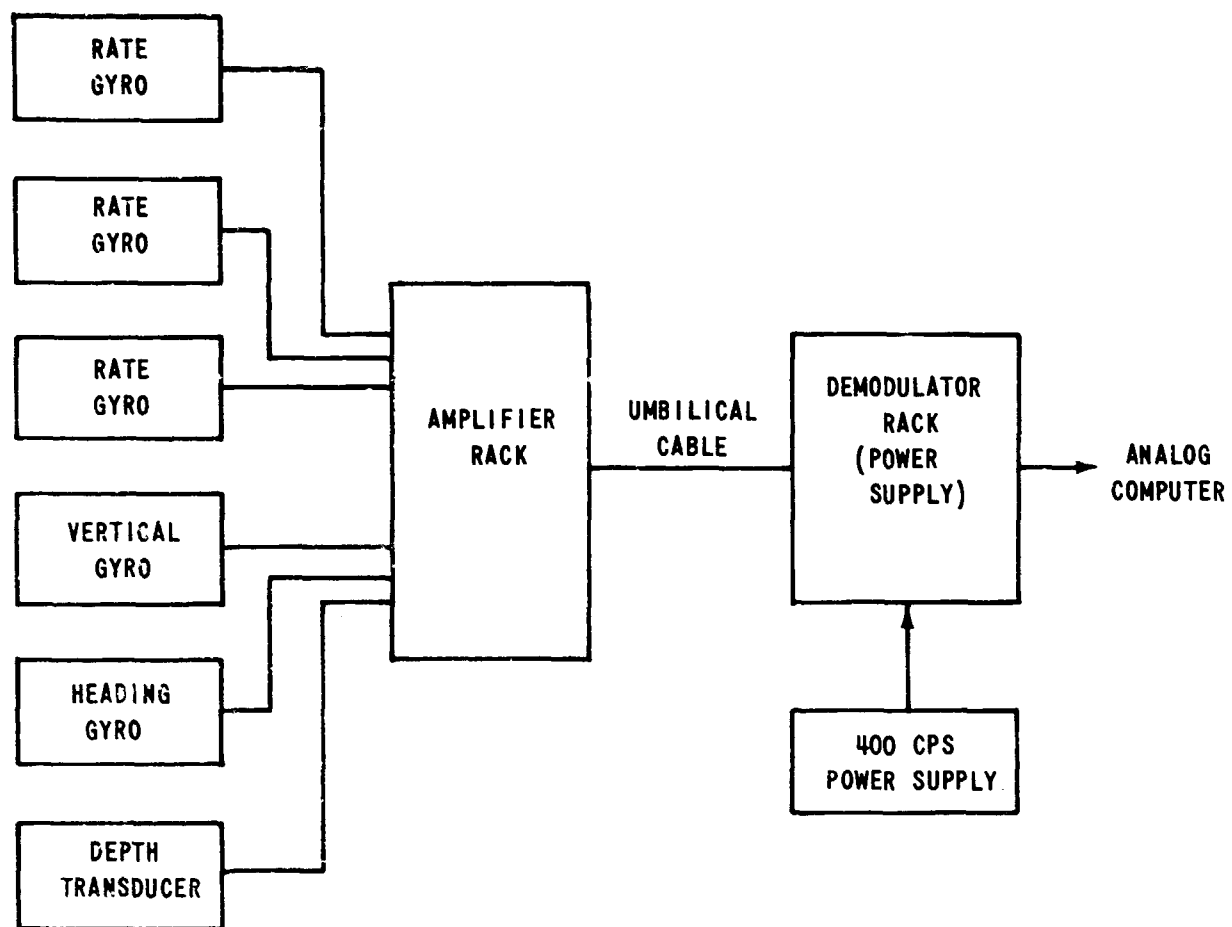 RATE
GYRO
RATE
GYRO
RATE
GYRO
VERTICAL
GYRO
HEADING
GYRO
DEPTH
TRANSDUCER
AMPLIFIER
RACK
UMBILICAL
CABLE
DEMODULATOR
RACK
(POWER
SUPPLY)
400 CPS
POWER SUPPLY
ANALOG
COMPUTER